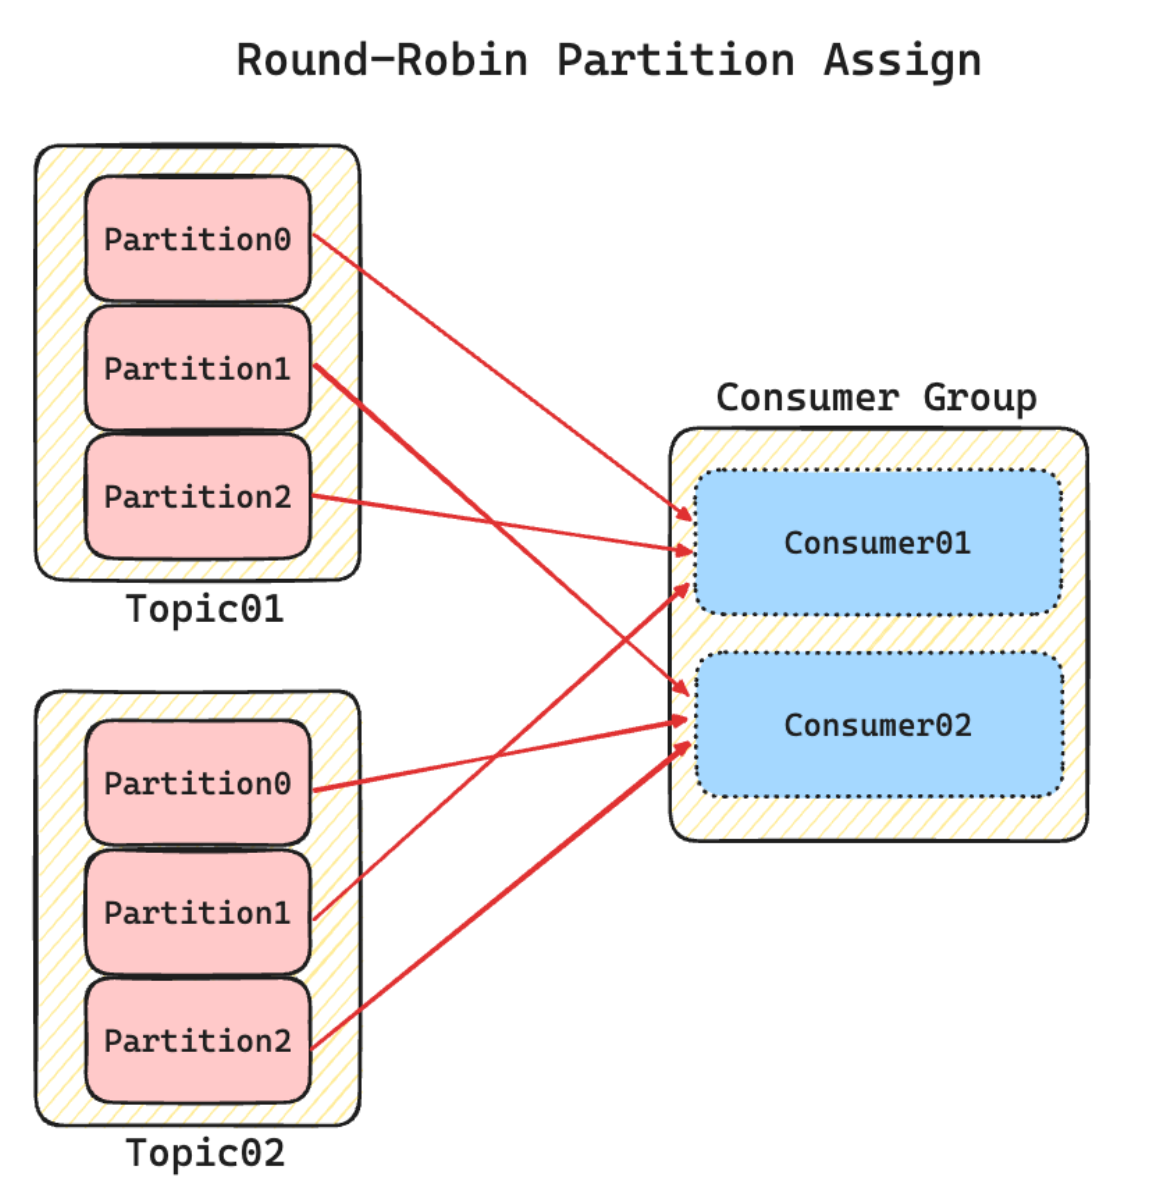 Round-Robin Partition Assign
Partition0
Partition1
Partition2
Topic01
Consumer Group
Consumer01
Consumer02
Partition0
Partition1
Partition2
Topic02